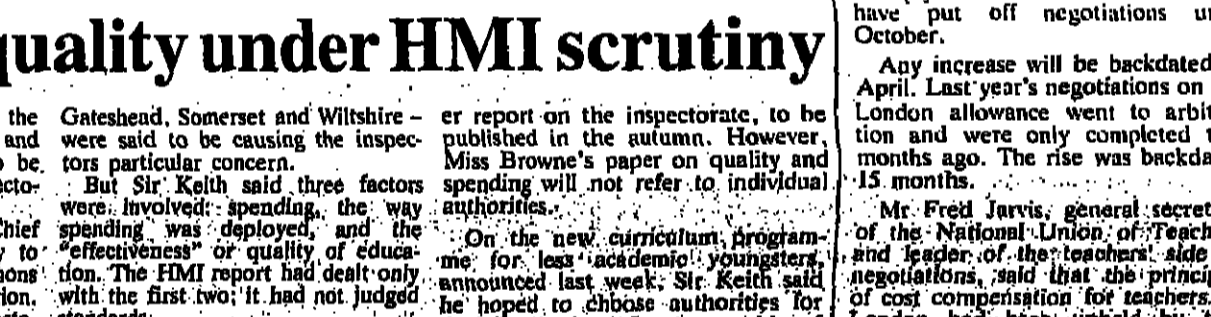 uality under HMI scrutiny
the
and
be.
ecto-
Chief
to
ion.
Gateshead, Somerset and Wiltshire –
were said to be causing the inspec-
tors particular concern.
But Sir Keith said three factors
were involved: spending, the way
spending was deployed, and the
"effectiveness" or quality of educa-
tion. The HMI report had dealt only
with the first two; it had not judged
er report on the inspectorate, to be
published in the autumn. However,
Miss Browne's paper on quality and
spending will not refer to individual
authorities.
On the new curriculum program-
me for less academic youngsters,
announced last week, Sir Keith said
he hoped to choose authorities for
have put off negotiations
October.
Any increase will be backdated
April. Last year's negotiations on
London allowance went to arbit
tion and were only completed
months ago. The rise was backda
15 months.
Mr Fred Jarvis, general secret
of the National Union of Teach
and leader of the teachers' side
negotiations, said that the princip
of cost compensation for teachers